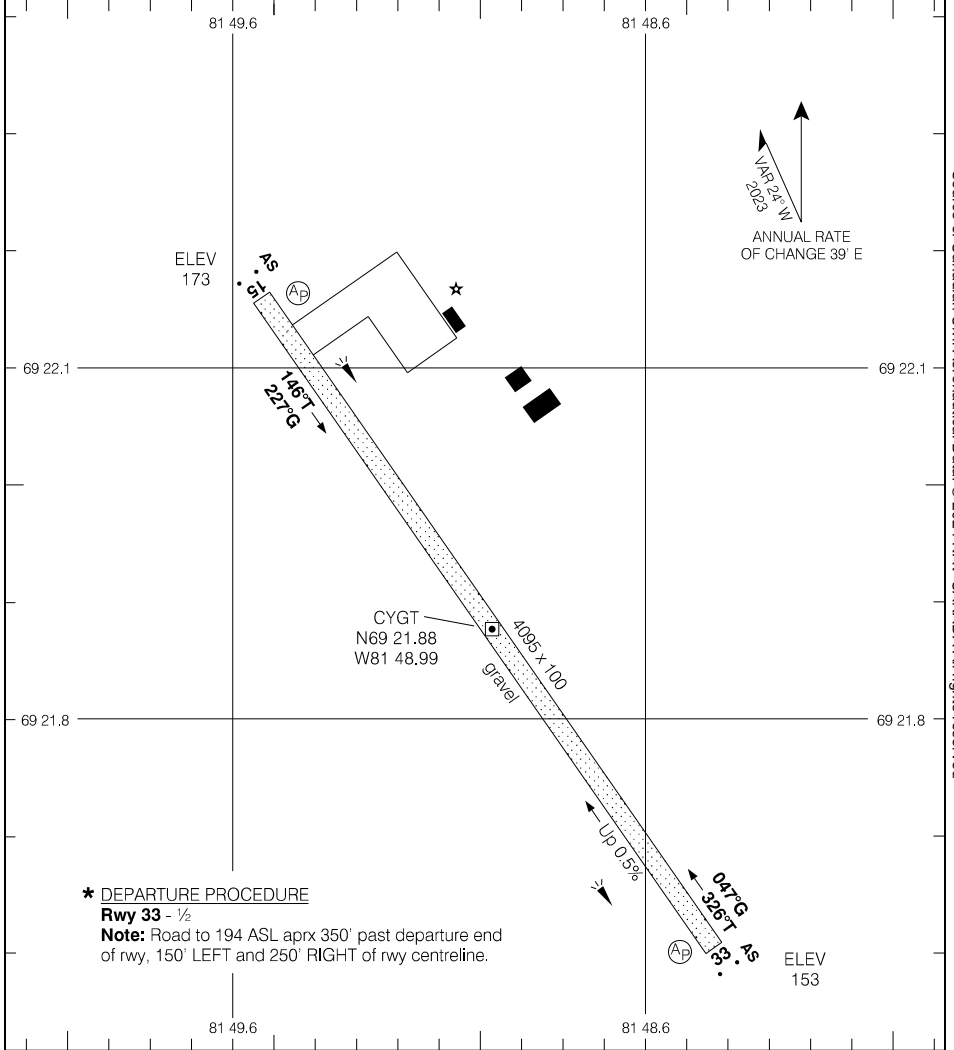 81 49.6
81 48.6
VAR 24° W
2023
ANNUAL RATE
OF CHANGE 39' E
ELEV
173
AS
15
AP
69 22.1
69 22.1
146°T
227°G
CYGT
N69 21.88
W81 48.99
4095 x 100
gravel
69 21.8
69 21.8
Up 0.5%
* DEPARTURE PROCEDURE
Rwy 33 - ½
Note: Road to 194 ASL aprx 350' past departure end
of rwy, 150' LEFT and 250' RIGHT of rwy centreline.
047°G
326°T
AP
33
AS
ELEV
153
81 49.6
81 48.6